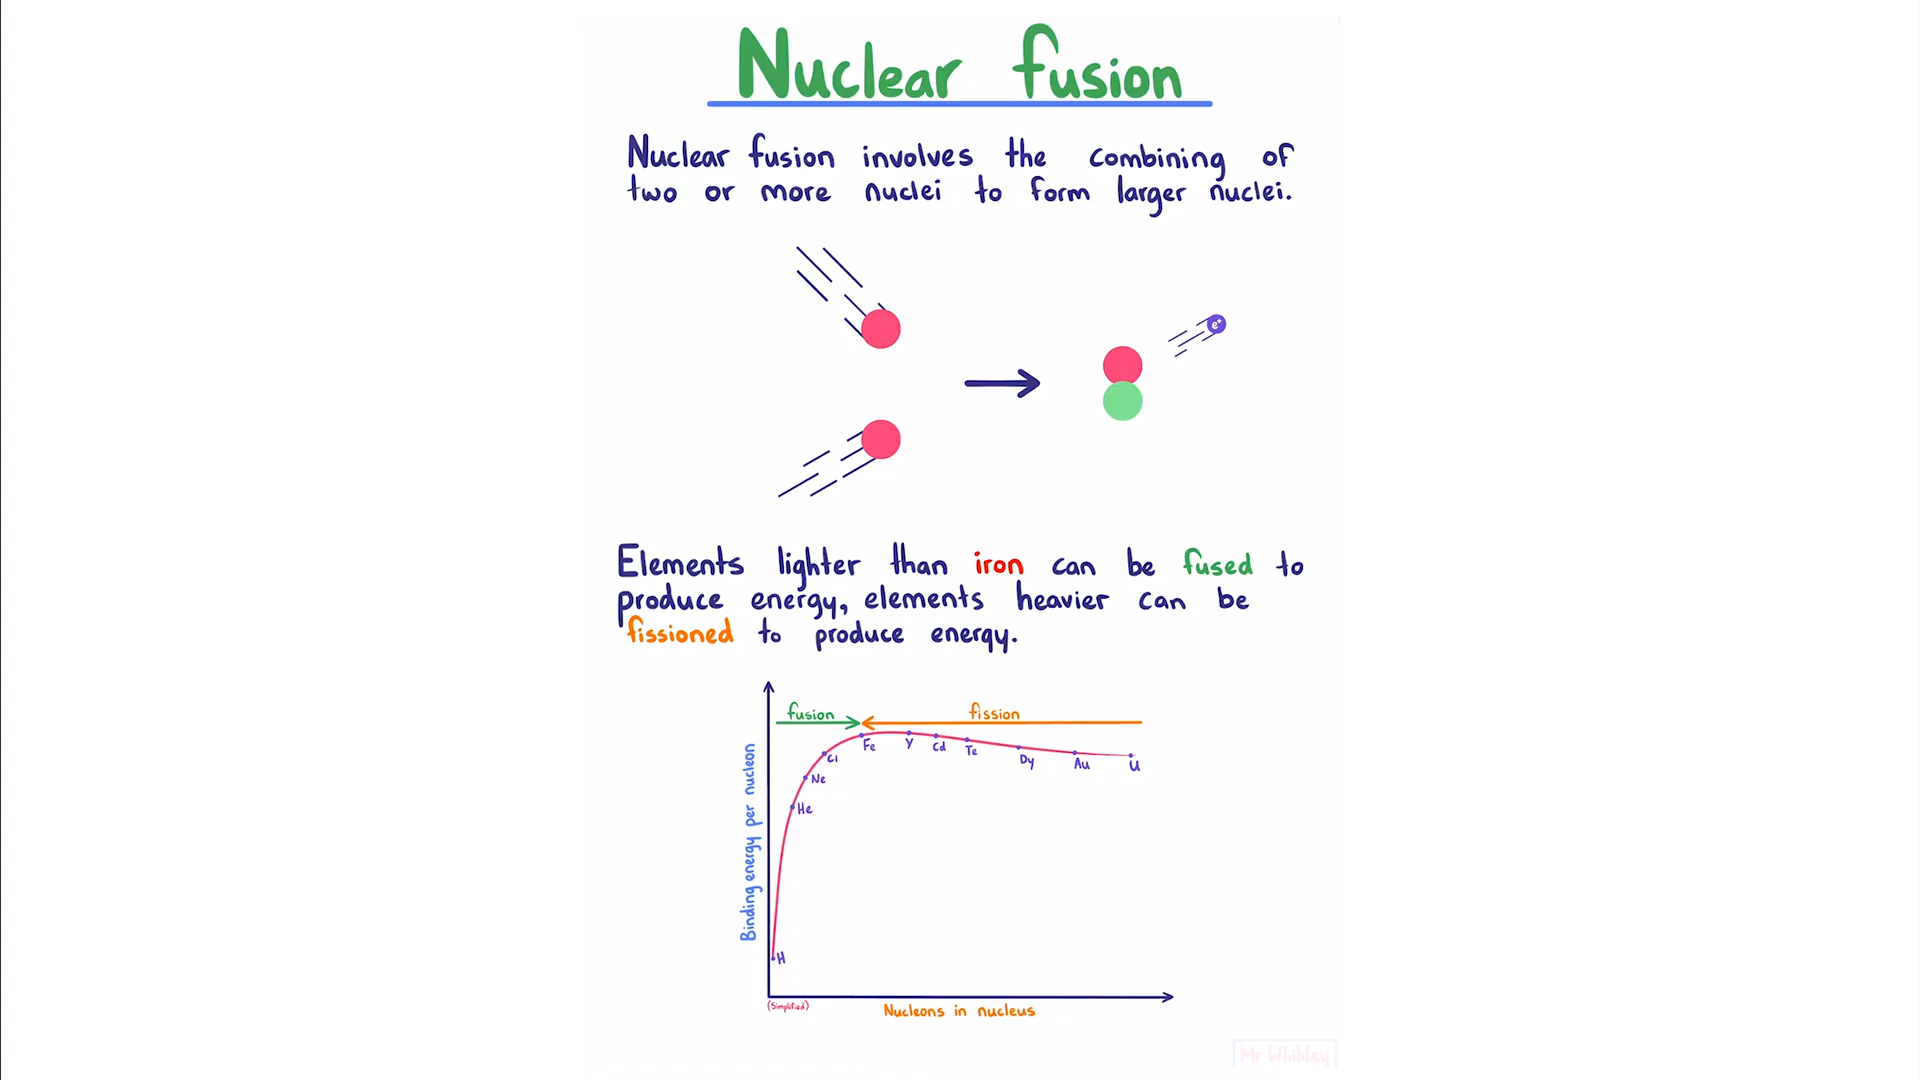 Nuclear fusion
Nuclear fusion involves the combining of
two or more nuclei to form larger nuclei.
e⁺
Elements lighter than iron can be fused to
produce energy, elements heavier can be
fissioned to produce energy.
fusion
fission
Fe
Y
Cd
Te
Dy
Au
U
Cl
Ne
He
H
Binding energy per nucleon
(Simplified)
Nucleons in nucleus
Mr Whibley